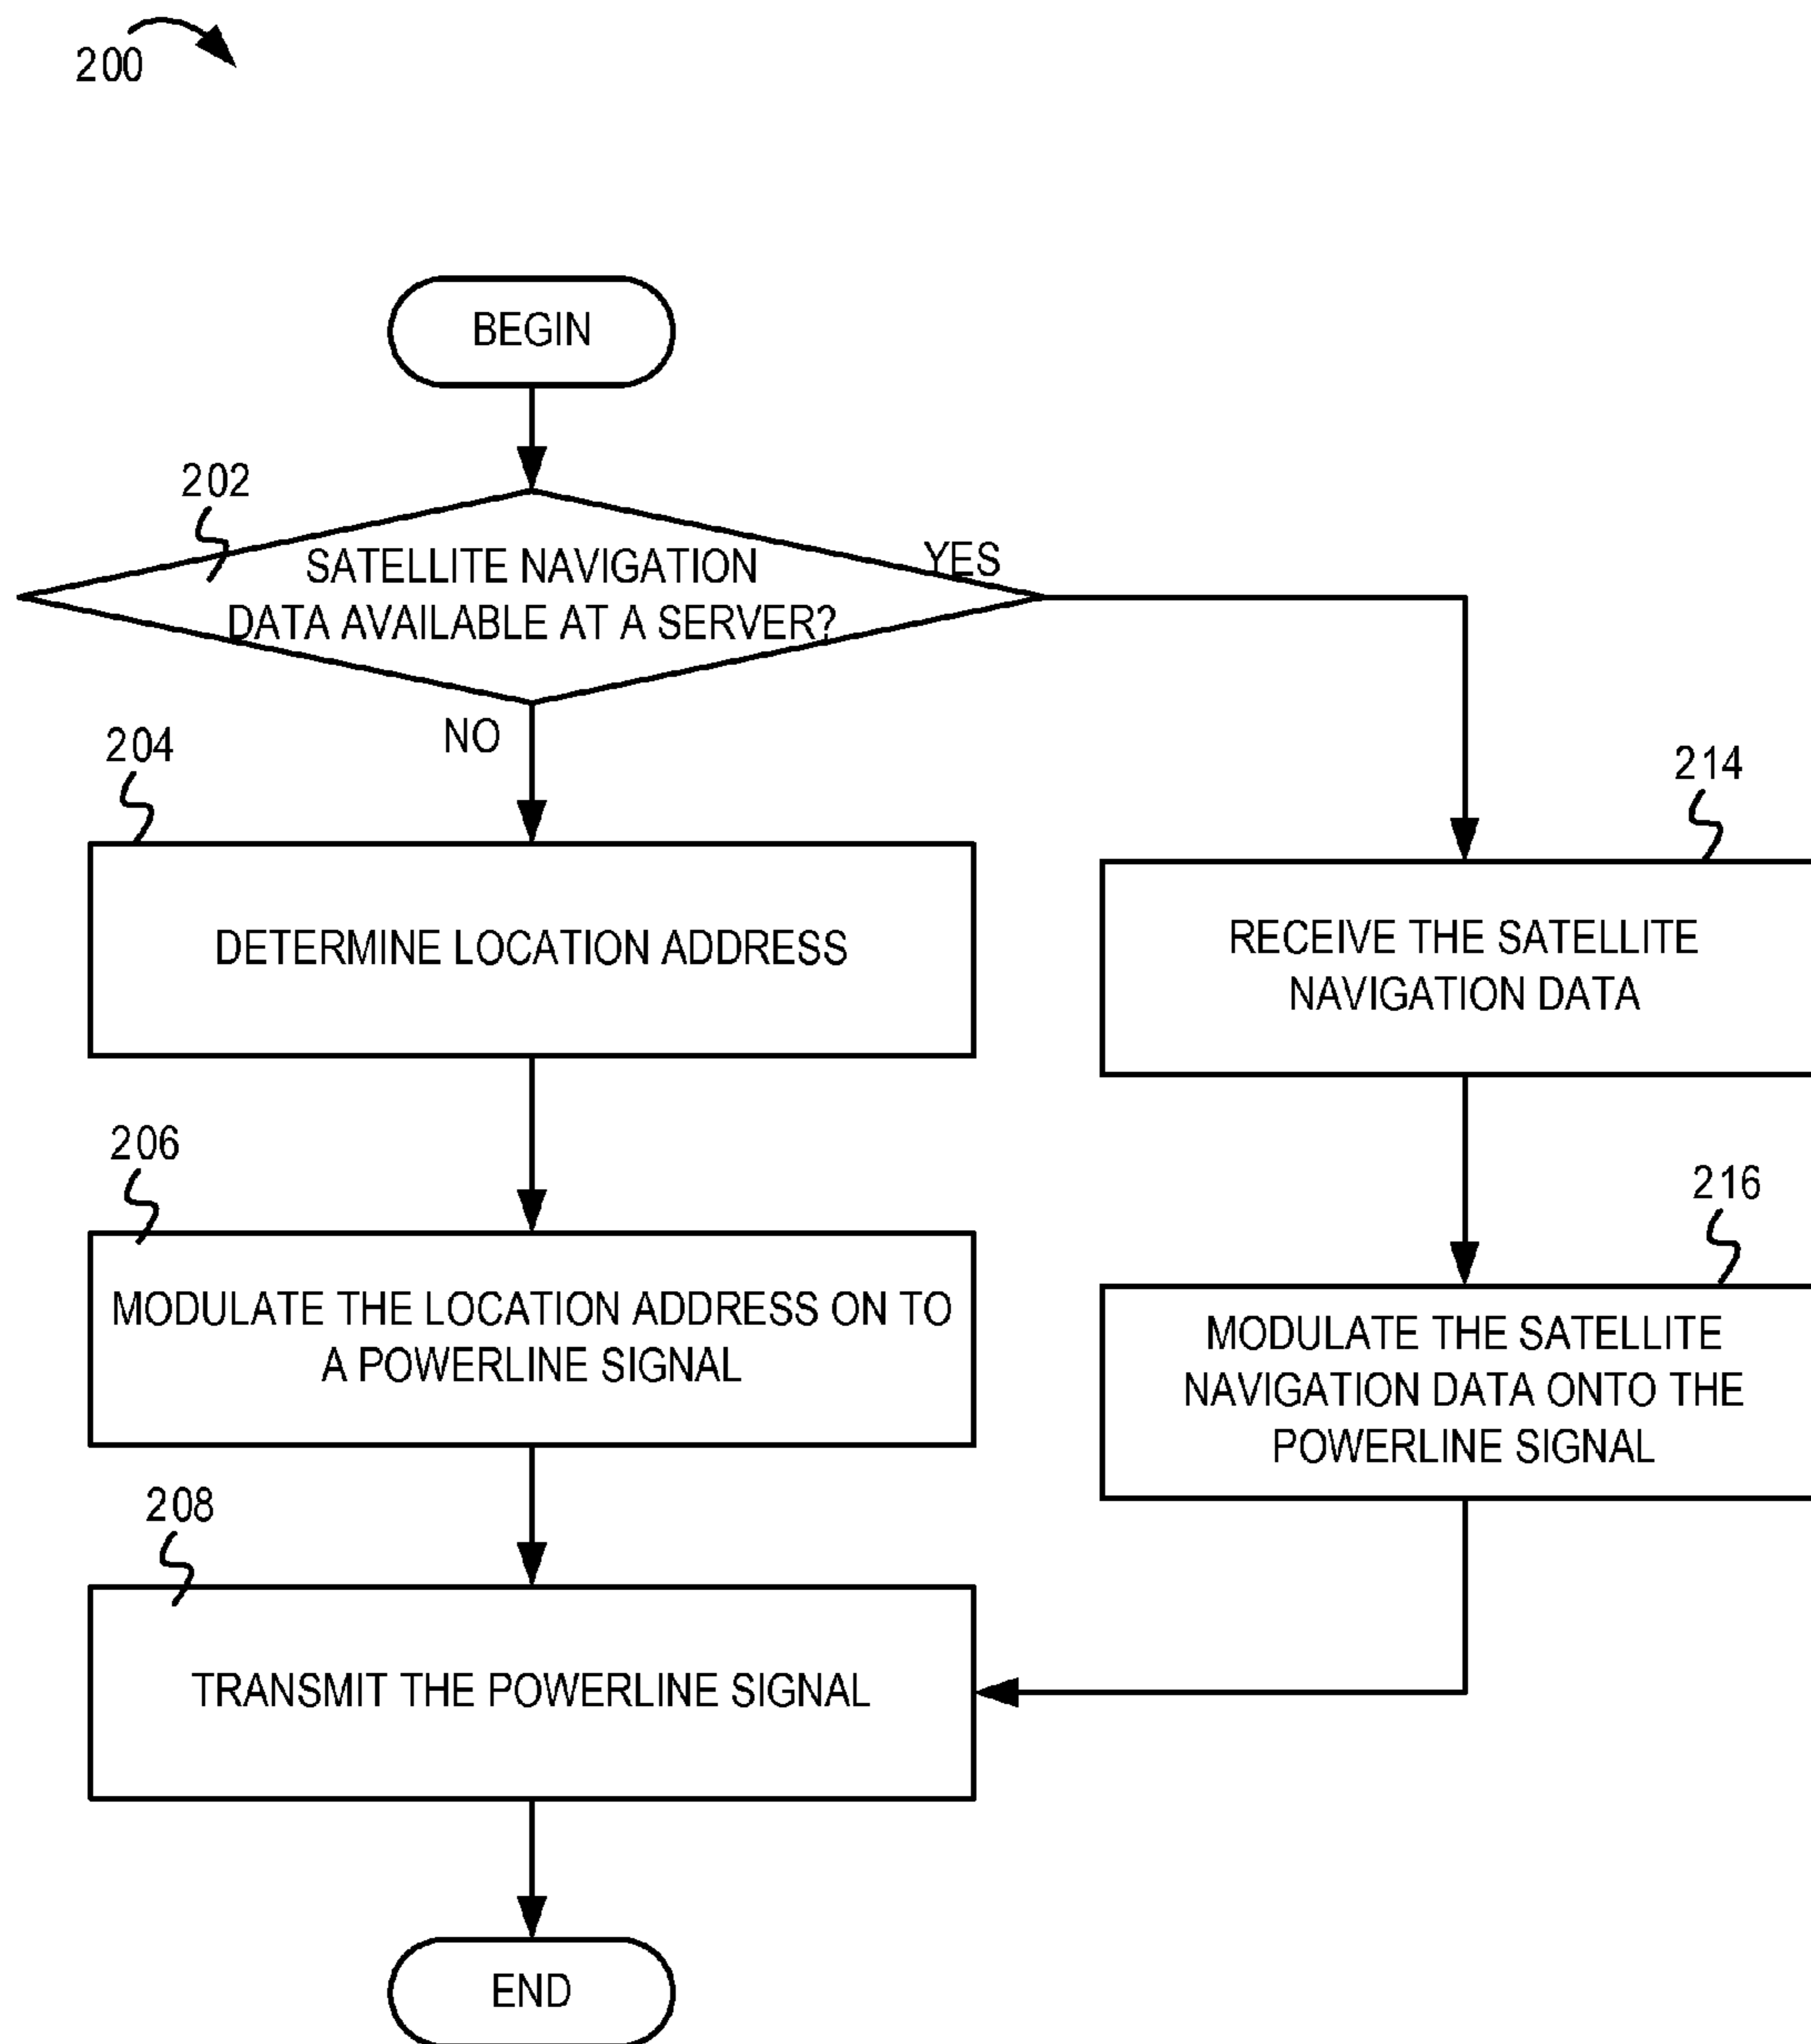 200
BEGIN
202
SATELLITE NAVIGATION
DATA AVAILABLE AT A SERVER?
YES
NO
204
DETERMINE LOCATION ADDRESS
214
RECEIVE THE SATELLITE
NAVIGATION DATA
206
MODULATE THE LOCATION ADDRESS ON TO
A POWERLINE SIGNAL
216
MODULATE THE SATELLITE
NAVIGATION DATA ONTO THE
POWERLINE SIGNAL
208
TRANSMIT THE POWERLINE SIGNAL
END